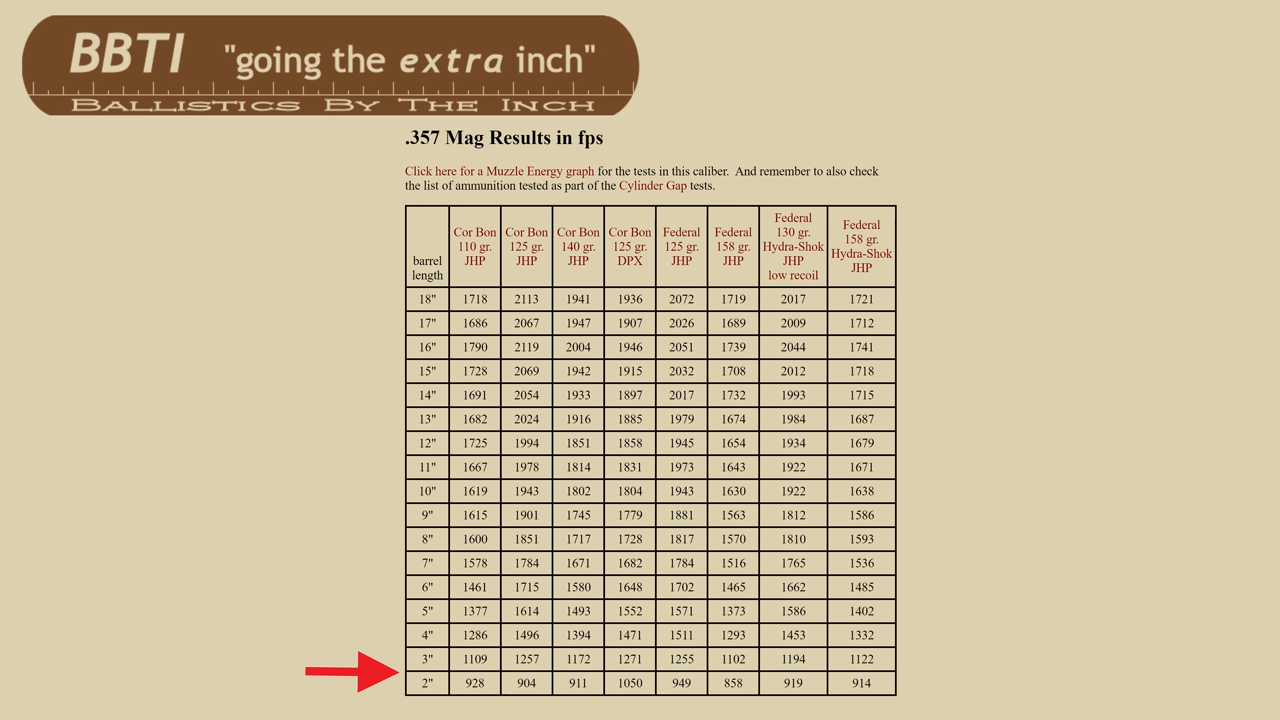 BBTI "going the extra inch"
BALLISTICS BY THE INCH
.357 Mag Results in fps
Click here for a Muzzle Energy graph for the tests in this caliber. And remember to also check
the list of ammunition tested as part of the Cylinder Gap tests.
barrel
length
Cor Bon
110 gr.
JHP
Cor Bon
125 gr.
JHP
Cor Bon
140 gr.
JHP
Cor Bon
125 gr.
DPX
Federal
125 gr.
JHP
Federal
158 gr.
JHP
Federal
130 gr.
Hydra-Shok
JHP
low recoil
Federal
158 gr.
Hydra-Shok
JHP
18" 1718 2113 1941 1936 2072 1719 2017 1721
17" 1686 2067 1947 1907 2026 1689 2009 1712
16" 1790 2119 2004 1946 2051 1739 2044 1741
15" 1728 2069 1942 1915 2032 1708 2012 1718
14" 1691 2054 1933 1897 2017 1732 1993 1715
13" 1682 2024 1916 1885 1979 1674 1984 1687
12" 1725 1994 1851 1858 1945 1654 1934 1679
11" 1667 1978 1814 1831 1973 1643 1922 1671
10" 1619 1943 1802 1804 1943 1630 1922 1638
9" 1615 1901 1745 1779 1881 1563 1812 1586
8" 1600 1851 1717 1728 1817 1570 1810 1593
7" 1578 1784 1671 1682 1784 1516 1765 1536
6" 1461 1715 1580 1648 1702 1465 1662 1485
5" 1377 1614 1493 1552 1571 1373 1586 1402
4" 1286 1496 1394 1471 1511 1293 1453 1332
3" 1109 1257 1172 1271 1255 1102 1194 1122
2" 928 904 911 1050 949 858 919 914